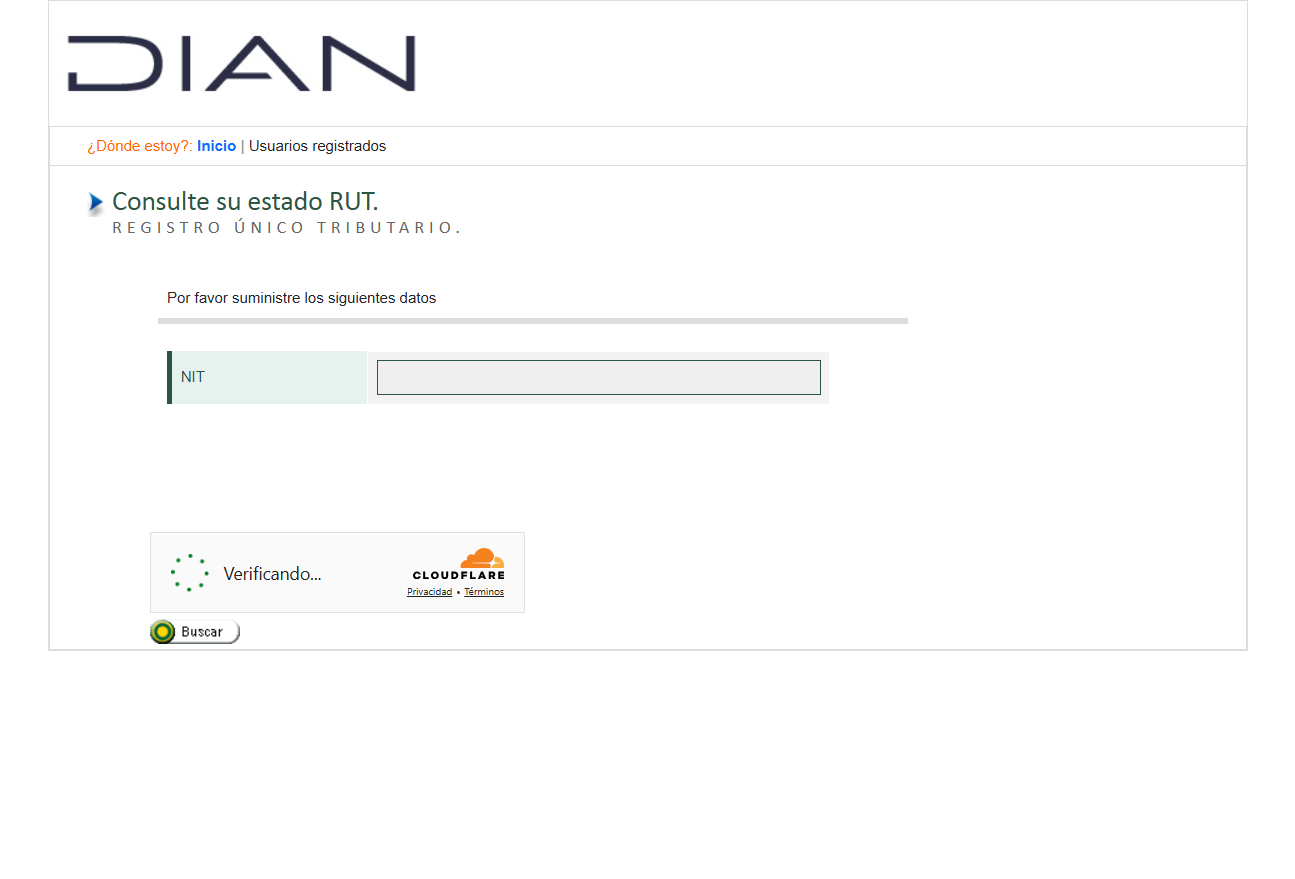 DIAN
¿Dónde estoy?: Inicio | Usuarios registrados
Consulte su estado RUT.
REGISTRO ÚNICO TRIBUTARIO.
Por favor suministre los siguientes datos
NIT
Verificando...
CLOUDFLARE
Privacidad • Términos
Buscar